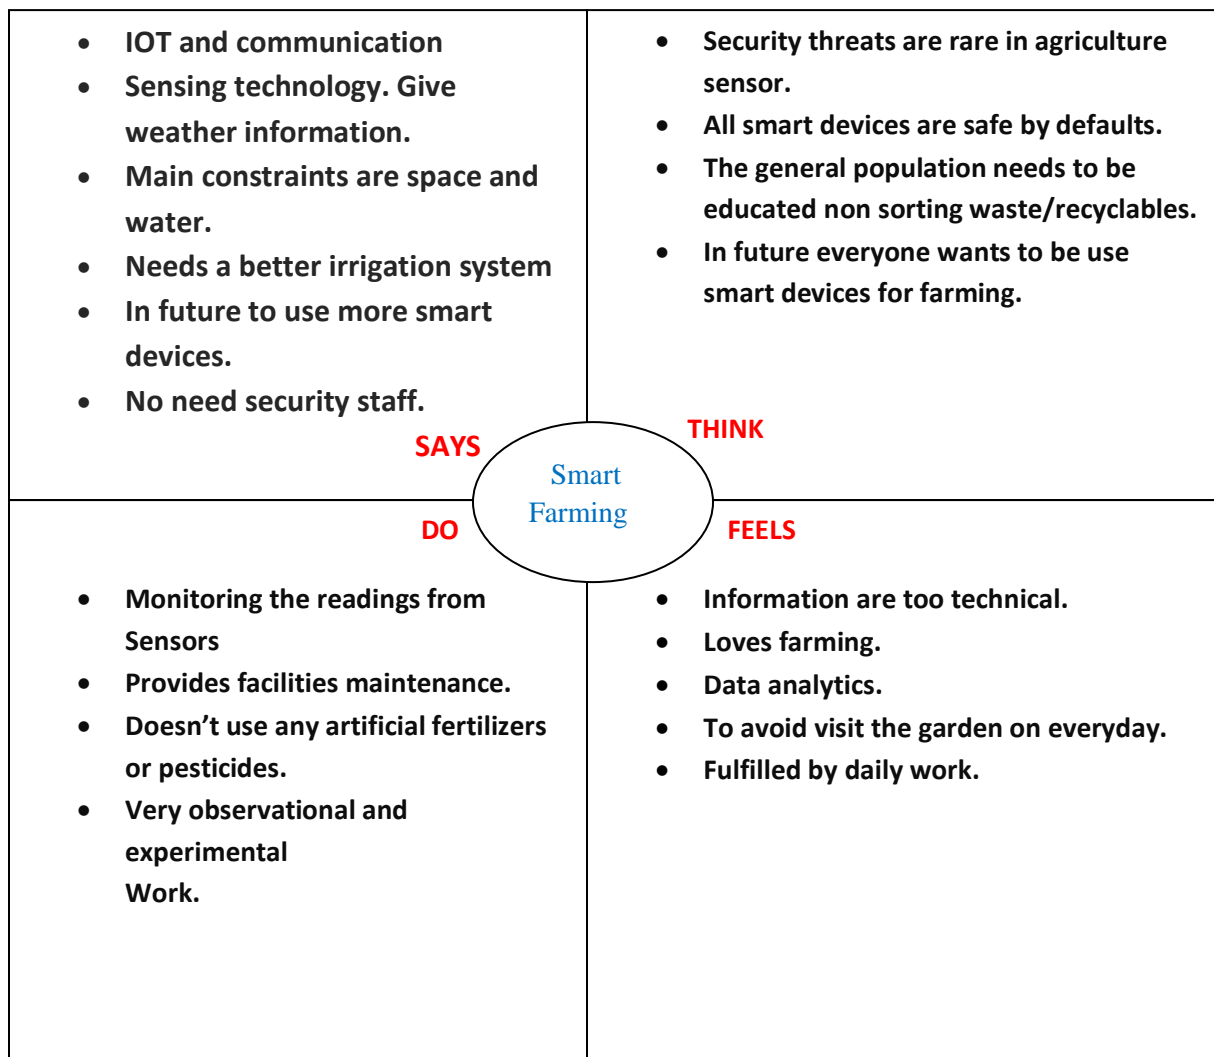 IOT and communication
Sensing technology. Give
weather information.
Main constraints are space and
water.
Needs a better irrigation system
In future to use more smart
devices.
No need security staff.
SAYS
Security threats are rare in agriculture
sensor.
All smart devices are safe by defaults.
The general population needs to be
educated non sorting waste/recyclables.
In future everyone wants to be use
smart devices for farming.
THINK
Smart
Farming
DO
Monitoring the readings from
Sensors
Provides facilities maintenance.
Doesn’t use any artificial fertilizers
or pesticides.
Very observational and
experimental
Work.
FEELS
Information are too technical.
Loves farming.
Data analytics.
To avoid visit the garden on everyday.
Fulfilled by daily work.